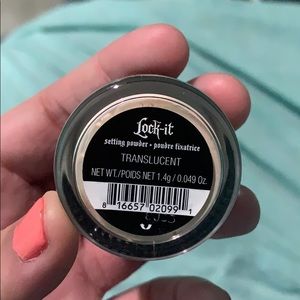 Lock-it
setting powder • poudre fixatrice
TRANSLUCENT
NET WT./POIDS NET 1.4g / 0.049 Oz.
8 16657 02099 1